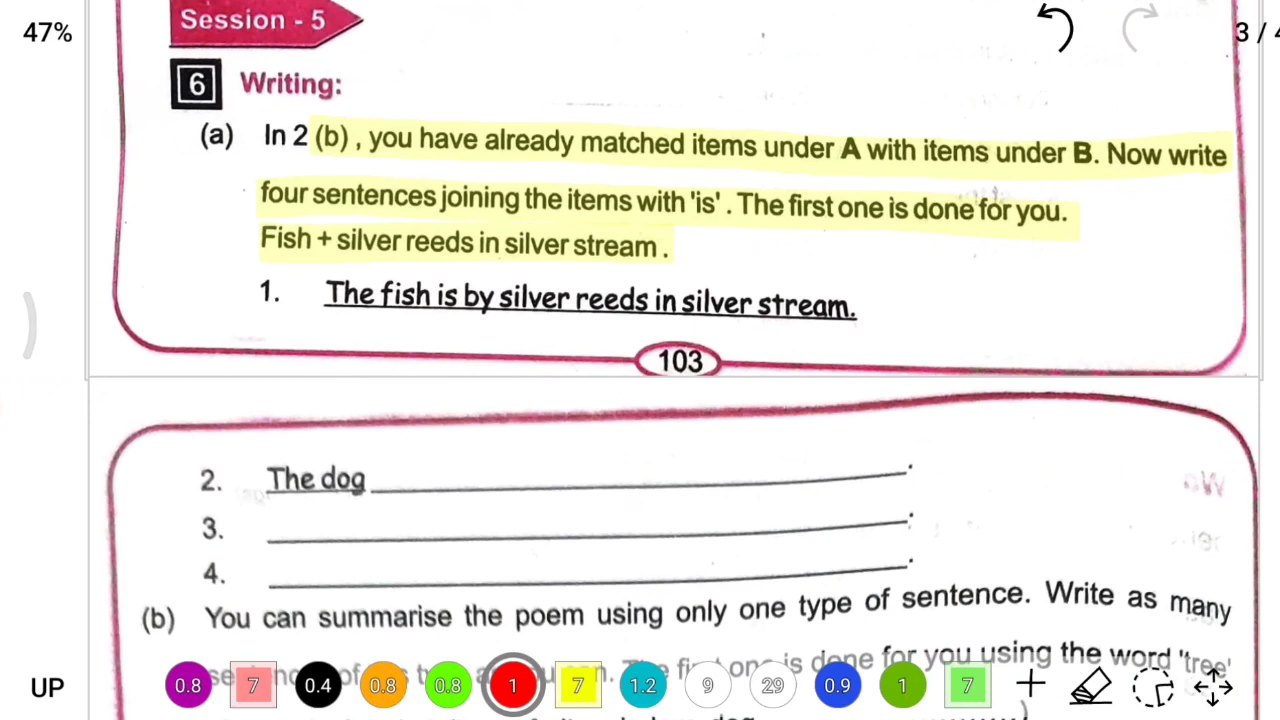 47%
Session - 5
3 / 4
6 Writing:
(a) In 2 (b) , you have already matched items under A with items under B. Now write
four sentences joining the items with 'is' . The first one is done for you.
Fish + silver reeds in silver stream .
1. The fish is by silver reeds in silver stream.
103
2. The dog .
3. .
4. .
(b) You can summarise the poem using only one type of sentence. Write as many
is done for you using the word "tree'
UP 0.8 7 0.4 0.8 0.8 1 7 1.2 9 29 0.9 1 7